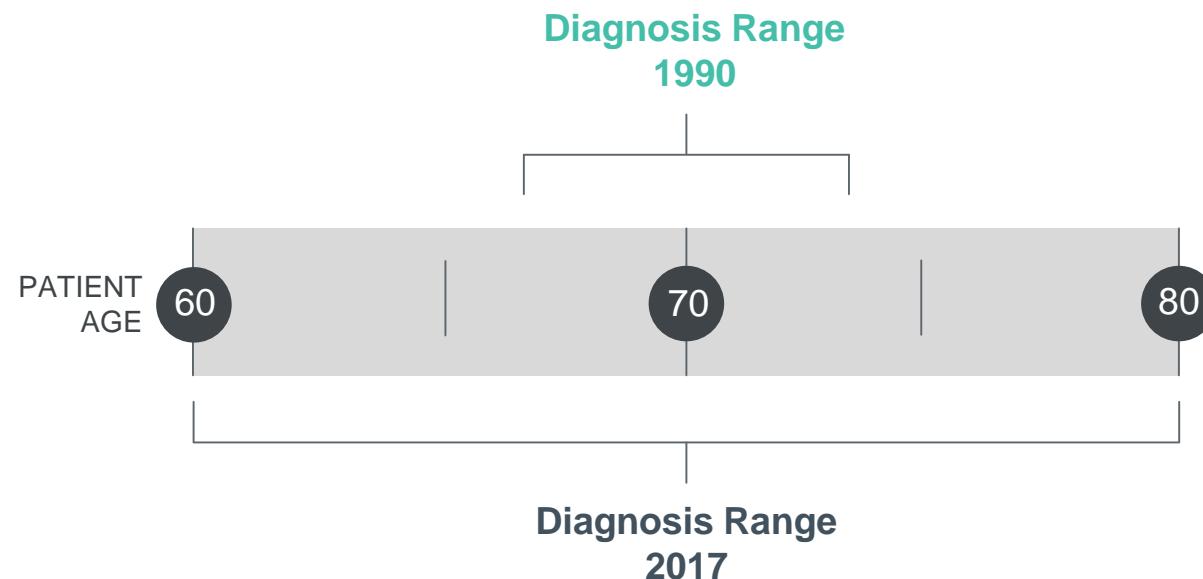 Diagnosis Range
1990
PATIENT
AGE
60
70
80
Diagnosis Range
2017